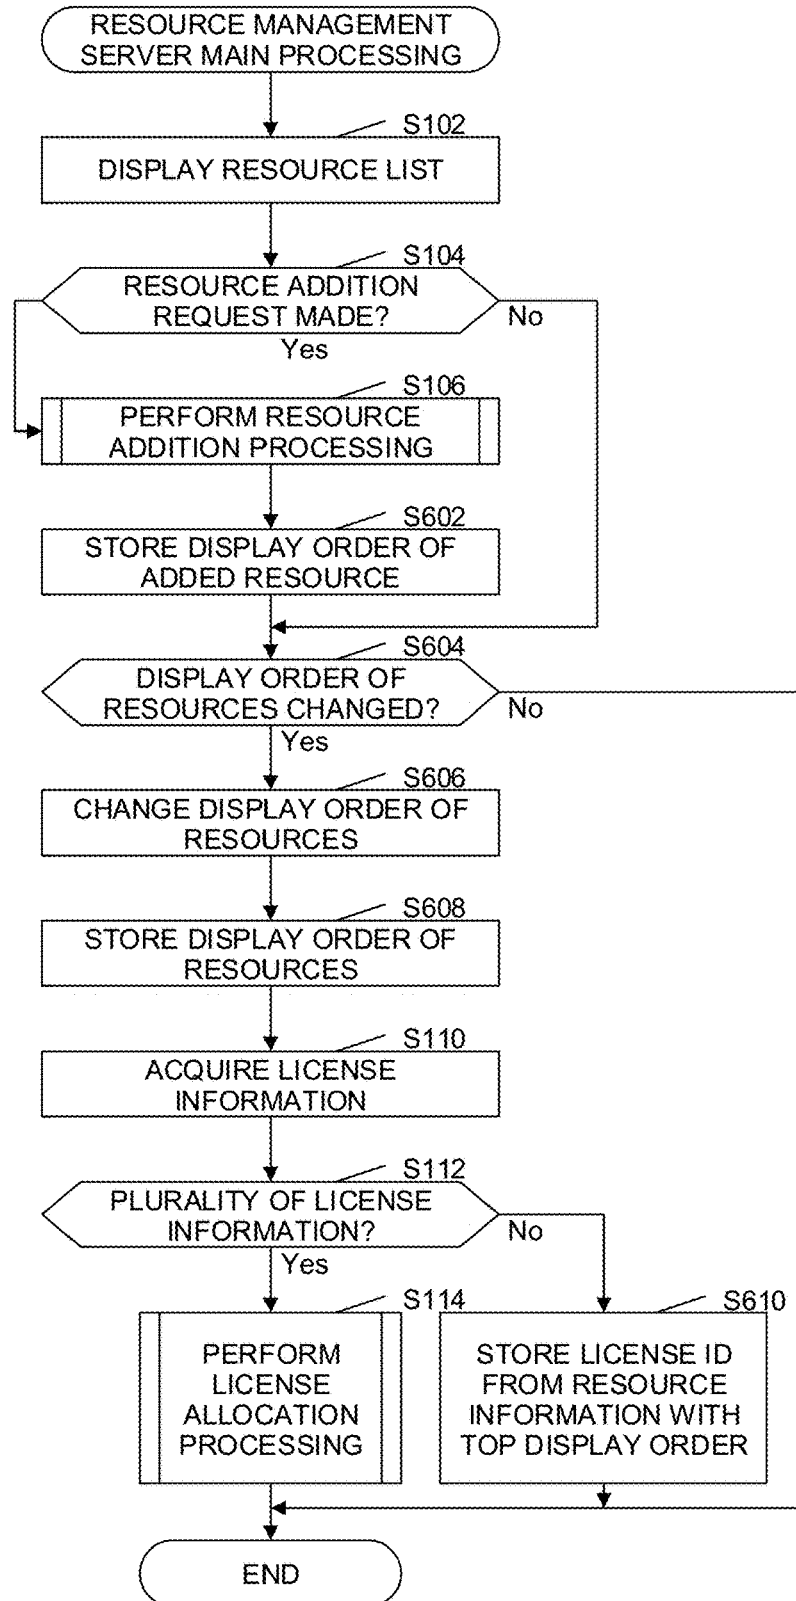 RESOURCE MANAGEMENT
SERVER MAIN PROCESSING
S102
DISPLAY RESOURCE LIST
S104
RESOURCE ADDITION
REQUEST MADE?
No
Yes
S106
PERFORM RESOURCE
ADDITION PROCESSING
S602
STORE DISPLAY ORDER OF
ADDED RESOURCE
S604
DISPLAY ORDER OF
RESOURCES CHANGED?
No
Yes
S606
CHANGE DISPLAY ORDER OF
RESOURCES
S608
STORE DISPLAY ORDER OF
RESOURCES
S110
ACQUIRE LICENSE
INFORMATION
S112
PLURALITY OF LICENSE
INFORMATION?
No
Yes
S114
PERFORM
LICENSE
ALLOCATION
PROCESSING
S610
STORE LICENSE ID
FROM RESOURCE
INFORMATION WITH
TOP DISPLAY ORDER
END